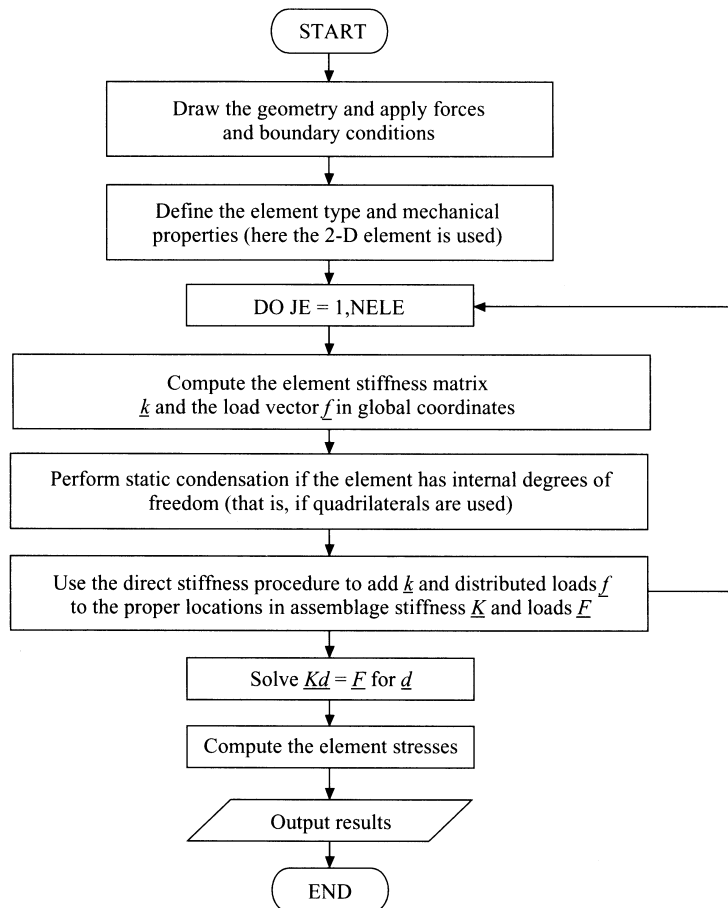 START
Draw the geometry and apply forces
and boundary conditions
Define the element type and mechanical
properties (here the 2-D element is used)
DO JE = 1,NELE
Compute the element stiffness matrix
k and the load vector f in global coordinates
Perform static condensation if the element has internal degrees of
freedom (that is, if quadrilaterals are used)
Use the direct stiffness procedure to add k and distributed loads f
to the proper locations in assemblage stiffness K and loads F
Solve Kd = F for d
Compute the element stresses
Output results
END